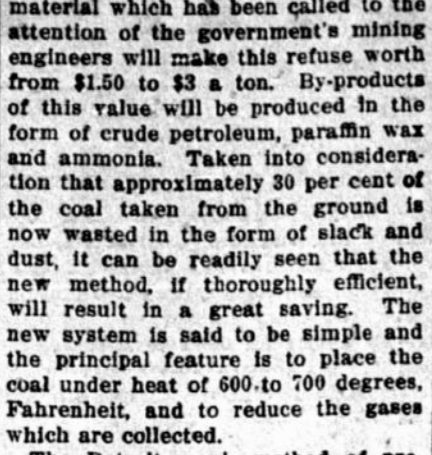 material which has been called to the
attention of the government's mining
engineers will make this refuse worth
from $1.50 to $3 a ton. By-products
of this value will be produced in the
form of crude petroleum, paraffin wax
and ammonia. Taken into considera-
tion that approximately 30 per cent of
the coal taken from the ground is
now wasted in the form of slack and
dust, it can be readily seen that the
new method, if thoroughly efficient,
will result in a great saving. The
new system is said to be simple and
the principal feature is to place the
coal under heat of 600 to 700 degrees,
Fahrenheit, and to reduce the gases
which are collected.